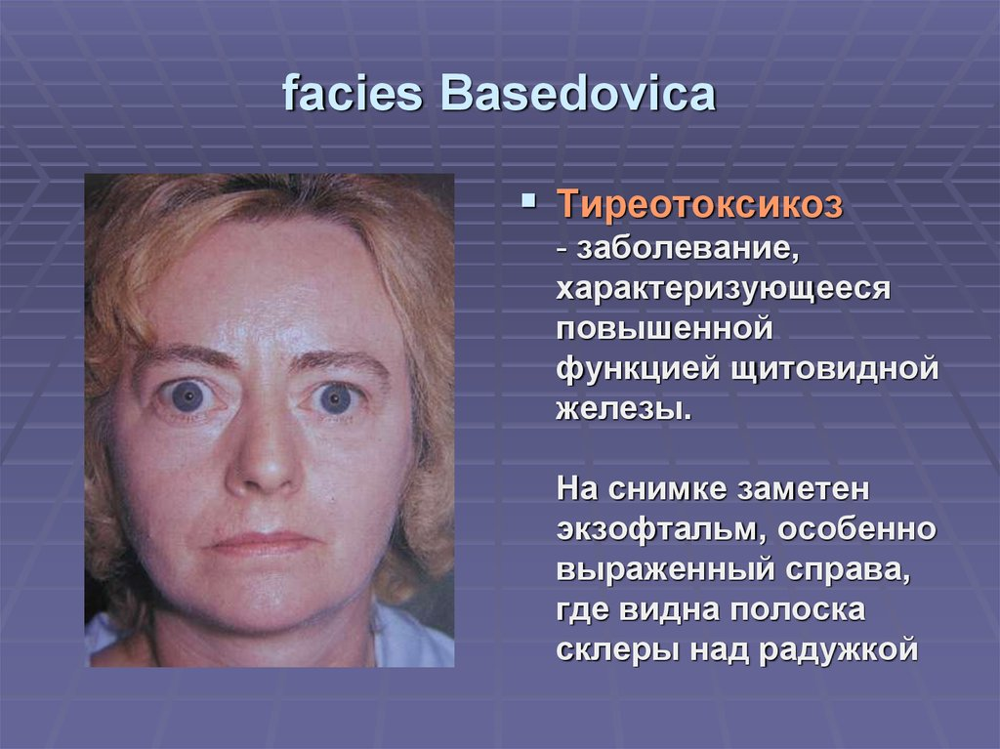 facies Basedovica
▪ Тиреотоксикоз
- заболевание,
характеризующееся
повышенной
функцией щитовидной
железы.
На снимке заметен
экзофтальм, особенно
выраженный справа,
где видна полоска
склеры над радужкой